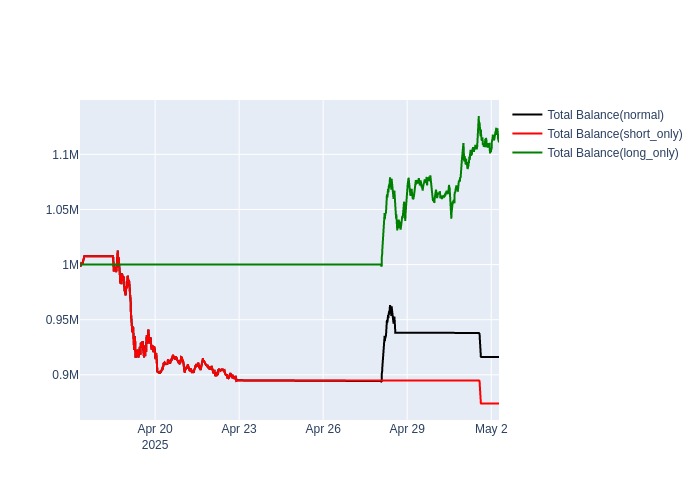 Total Balance(normal)
Total Balance(short_only)
Total Balance(long_only)
1.1M
1.05M
1M
0.95M
0.9M
Apr 20
2025
Apr 23
Apr 26
Apr 29
May 2